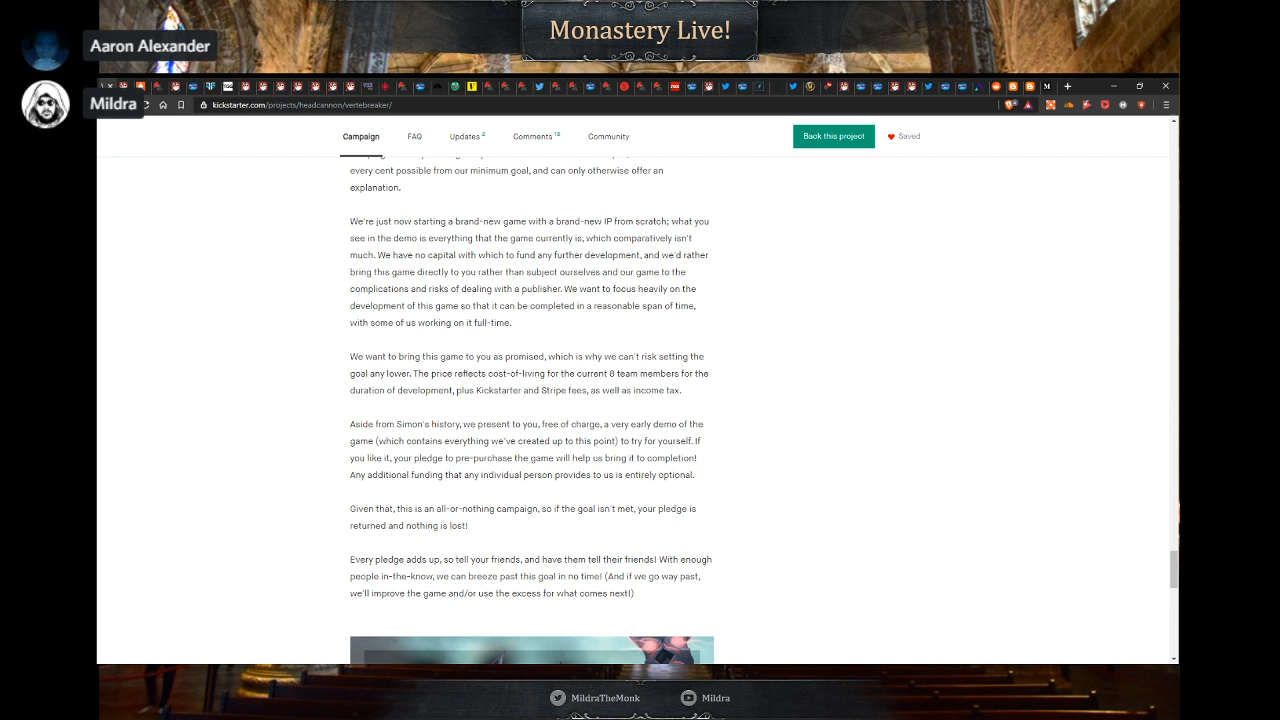 Monastery Live!
Aaron Alexander
Mildra
kickstarter.com/projects/headcannon/vertebreaker/
Campaign FAQ Updates 2 Comments 18 Community Back this project Saved
every cent possible from our minimum goal, and can only otherwise offer an
explanation.
We're just now starting a brand-new game with a brand-new IP from scratch; what you
see in the demo is everything that the game currently is, which comparatively isn't
much. We have no capital with which to fund any further development, and we'd rather
bring this game directly to you rather than subject ourselves and our game to the
complications and risks of dealing with a publisher. We want to focus heavily on the
development of this game so that it can be completed in a reasonable span of time,
with some of us working on it full-time.
We want to bring this game to you as promised, which is why we can't risk setting the
goal any lower. The price reflects cost-of-living for the current 8 team members for the
duration of development, plus Kickstarter and Stripe fees, as well as income tax.
Aside from Simon's history, we present to you, free of charge, a very early demo of the
game (which contains everything we've created up to this point) to try for yourself. If
you like it, your pledge to pre-purchase the game will help us bring it to completion!
Any additional funding that any individual person provides to us is entirely optional.
Given that, this is an all-or-nothing campaign, so if the goal isn't met, your pledge is
returned and nothing is lost!
Every pledge adds up, so tell your friends, and have them tell their friends! With enough
people in-the-know, we can breeze past this goal in no time! (And if we go way past,
we'll improve the game and/or use the excess for what comes next!)
MildraTheMonk Mildra